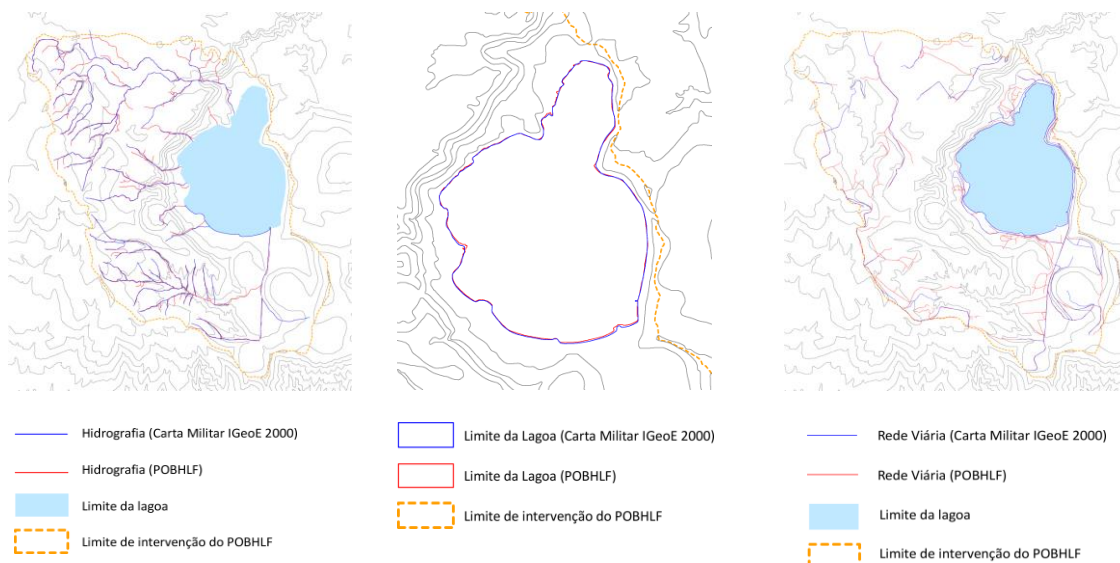 Hidrografia (Carta Militar IGeoE 2000)
Hidrografia (POBHLF)
Limite da lagoa
Limite de intervenção do POBHLF
Limite da Lagoa (Carta Militar IGeoE 2000)
Limite da Lagoa (POBHLF)
Limite de intervenção do POBHLF
Rede Viária (Carta Militar IGeoE 2000)
Rede Viária (POBHLF)
Limite da lagoa
Limite de intervenção do POBHLF